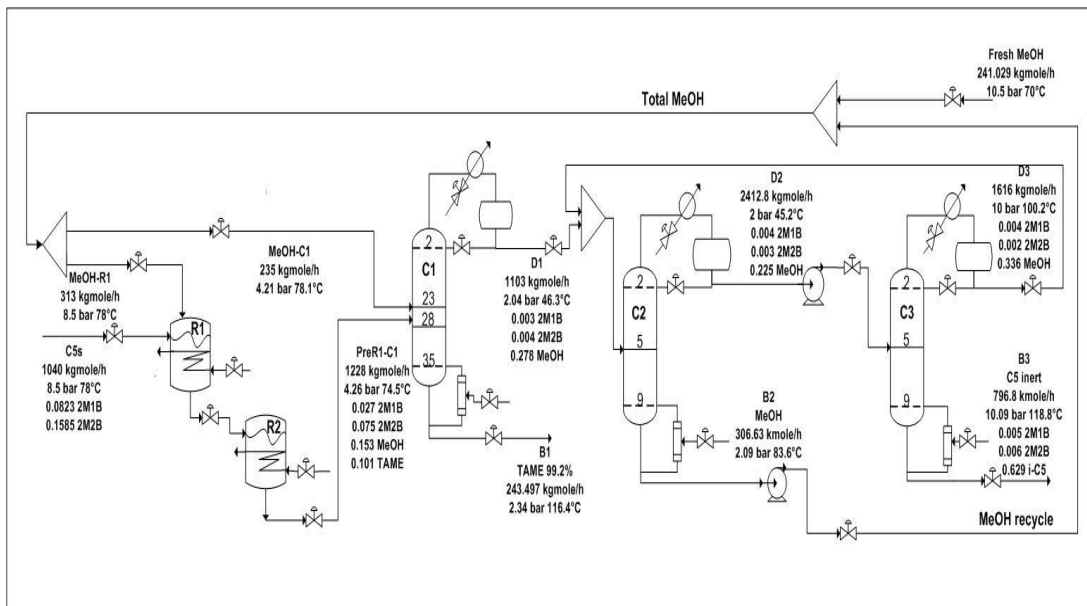 Fresh MeOH
241.029 kgmole/h
10.5 bar 70°C
Total MeOH
D2
2412.8 kgmole/h
2 bar 45.2°C
0.004 2M1B
0.003 2M2B
0.225 MeOH
D3
1616 kgmole/h
10 bar 100.2°C
0.004 2M1B
0.002 2M2B
0.336 MeOH
MeOH-C1
235 kgmole/h
4.21 bar 78.1°C
MeOH-R1
313 kgmole/h
8.5 bar 78°C
2
C1
23
28
35
D1
1103 kgmole/h
2.04 bar 46.3°C
0.003 2M1B
0.004 2M2B
0.278 MeOH
2
C2
5
9
2
C3
5
9
R1
C5s
1040 kgmole/h
8.5 bar 78°C
0.0823 2M1B
0.1585 2M2B
R2
PreR1-C1
1228 kgmole/h
4.26 bar 74.5°C
0.027 2M1B
0.075 2M2B
0.153 MeOH
0.101 TAME
B1
TAME 99.2%
243.497 kgmole/h
2.34 bar 116.4°C
B2
MeOH
306.63 kmole/h
2.09 bar 83.6°C
B3
C5 inert
796.8 kmole/h
10.09 bar 118.8°C
0.005 2M1B
0.006 2M2B
0.629 i-C5
MeOH recycle